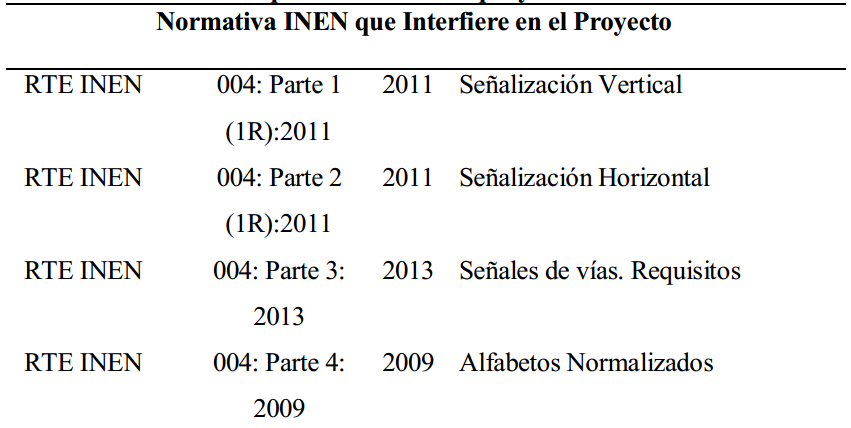 Normativa INEN que Interfiere en el Proyecto
RTE INEN 004: Parte 1 2011 Señalización Vertical
(1R):2011
RTE INEN 004: Parte 2 2011 Señalización Horizontal
(1R):2011
RTE INEN 004: Parte 3: 2013 Señales de vías. Requisitos
2013
RTE INEN 004: Parte 4: 2009 Alfabetos Normalizados
2009